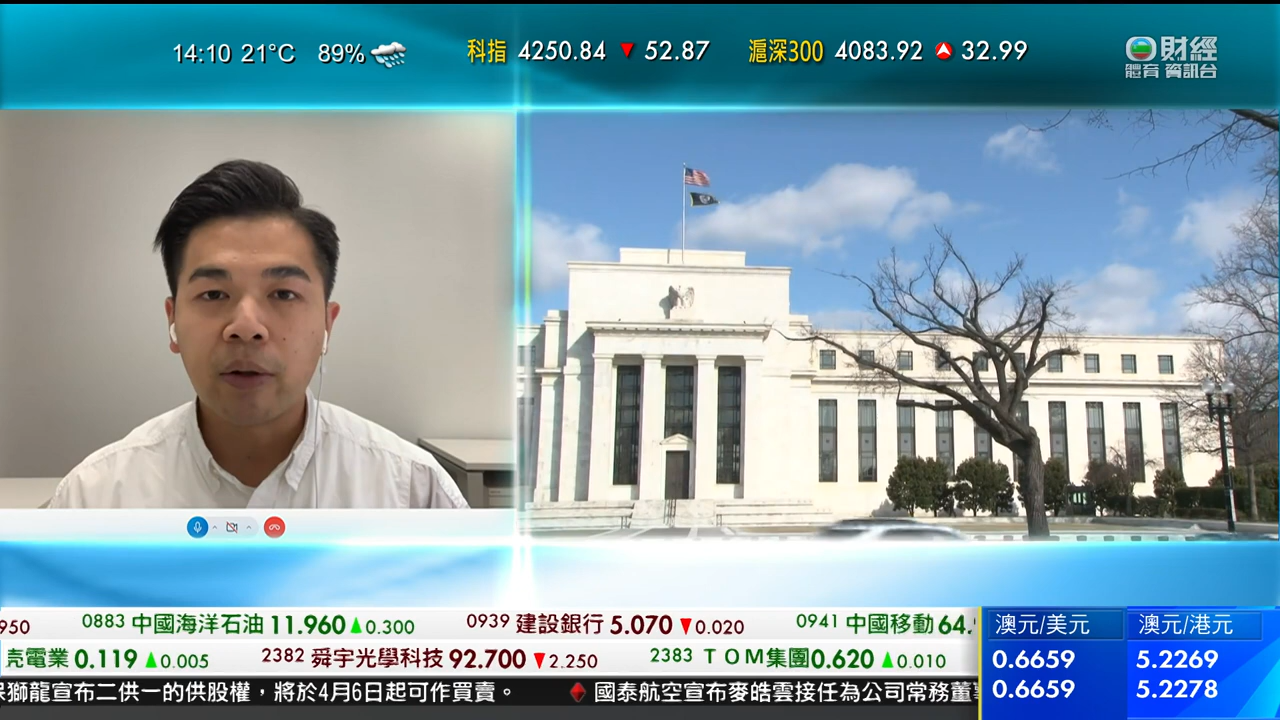 14:10 21°C 89% 科指 4250.84 ▼ 52.87 滬深300 4083.92 ▲ 32.99
財經
體育 資訊台
950 0883 中國海洋石油 11.960 ▲ 0.300 0939 建設銀行 5.070 ▼ 0.020 0941 中國移動 64.
電業 0.119 ▲ 0.005 2382 舜宇光學科技 92.700 ▼ 2.250 2383 TOM集團 0.620 ▲ 0.010
獅龍宣布二供一的供股權，將於4月6日起可作買賣。 ♦ 國泰航空宣布麥皓雲接任為公司常務董
澳元/美元 澳元/港元
0.6659 5.2269
0.6659 5.2278